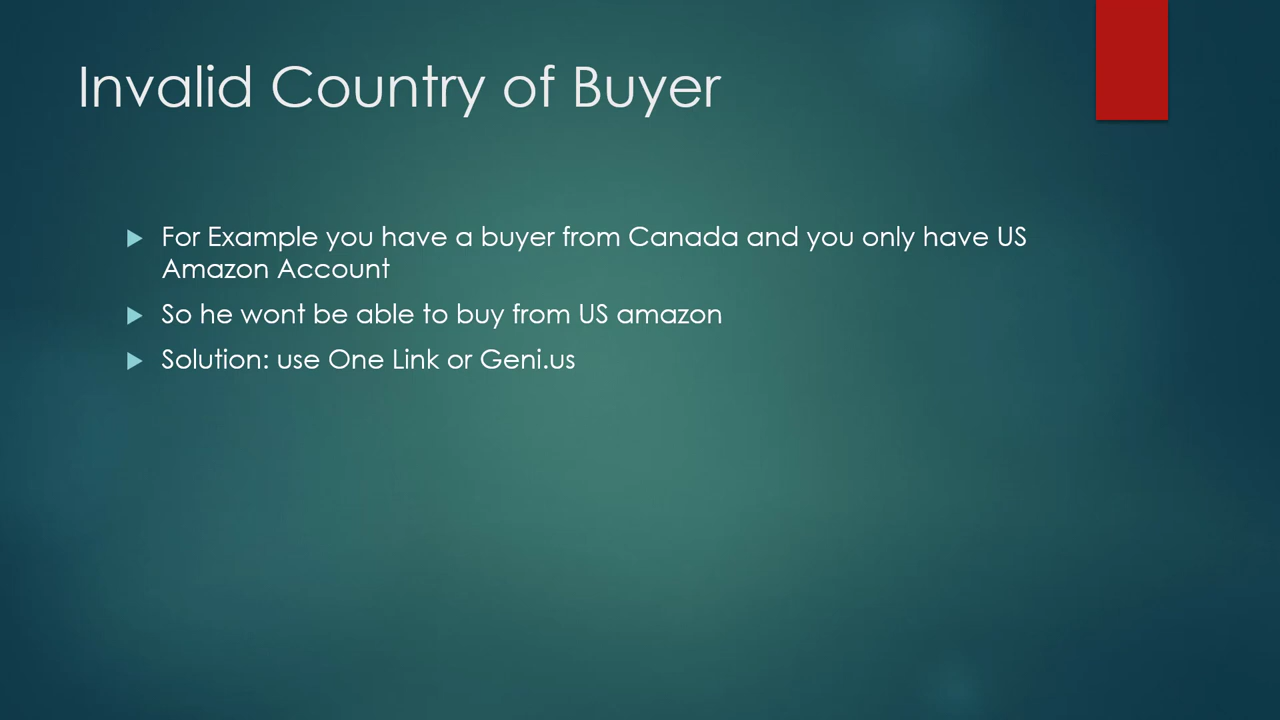 Invalid Country of Buyer
For Example you have a buyer from Canada and you only have US
Amazon Account
So he wont be able to buy from US amazon
Solution: use One Link or Geni.us